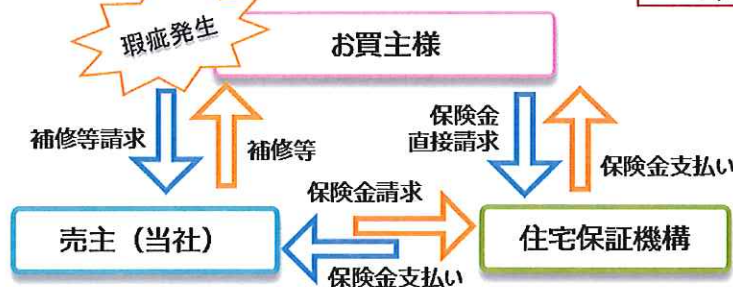 瑕疵発生
お買主様
補修等請求
補修等
保険金
直接請求
保険金支払い
保険金請求
売主（当社）
住宅保証機構
保険金支払い